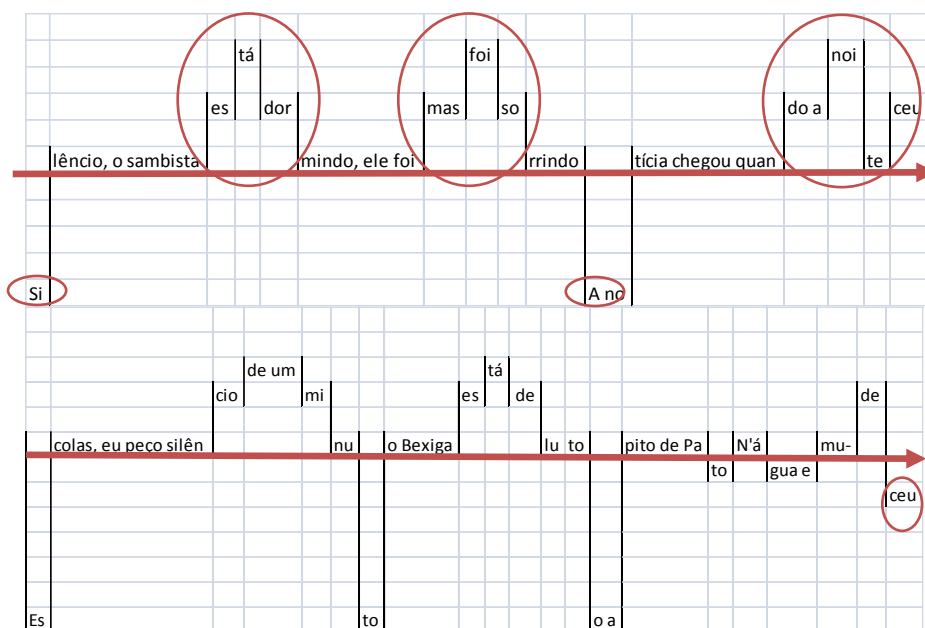 Si lêncio, o sambista es tá dor mindo, ele foi mas foi so rrindo A no tícia chegou quan do a noi te ceu
Es colas, eu peço silên cio de um mi nu to o Bexiga es tá de lu to o a pito de Pa to N'á gua e mu- de ceu